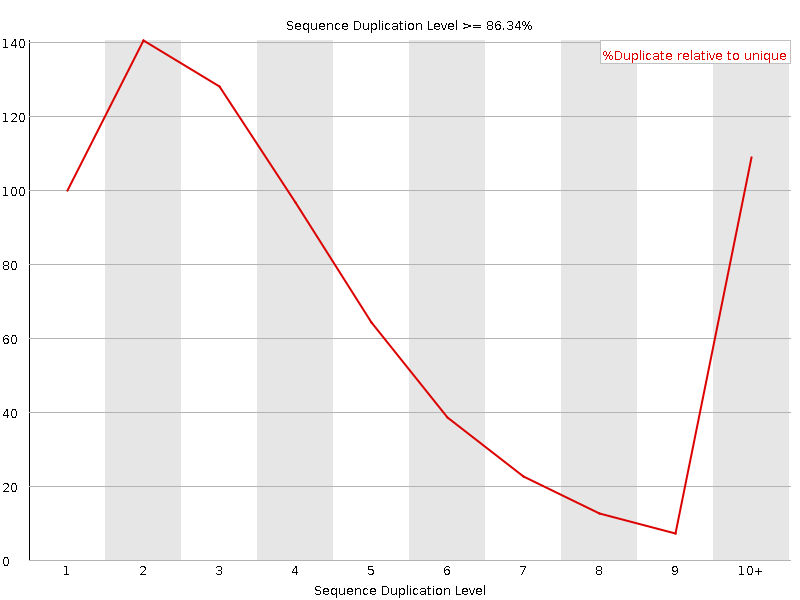 Sequence Duplication Level >= 86.34%
%Duplicate relative to unique
140
120
100
80
60
40
20
0
1 2 3 4 5 6 7 8 9 10+
Sequence Duplication Level